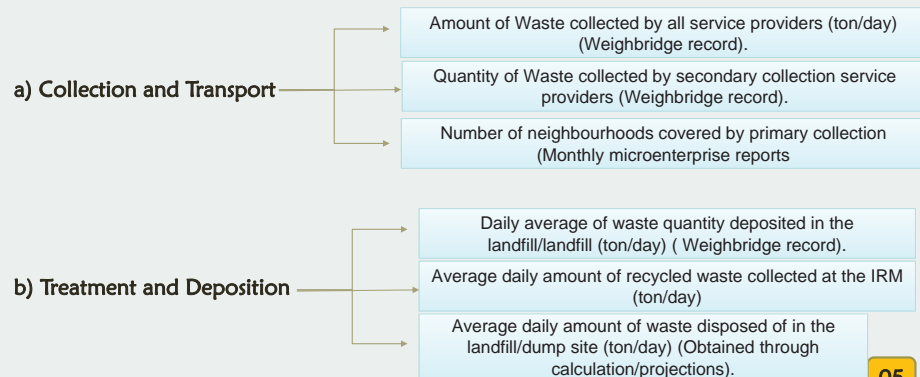 a) Collection and Transport
Amount of Waste collected by all service providers (ton/day)
(Weighbridge record).
Quantity of Waste collected by secondary collection service
providers (Weighbridge record).
Number of neighbourhoods covered by primary collection
(Monthly microenterprise reports
b) Treatment and Deposition
Daily average of waste quantity deposited in the
landfill/landfill (ton/day) ( Weighbridge record).
Average daily amount of recycled waste collected at the IRM
(ton/day)
Average daily amount of waste disposed of in the
landfill/dump site (ton/day) (Obtained through
calculation/projections).
05